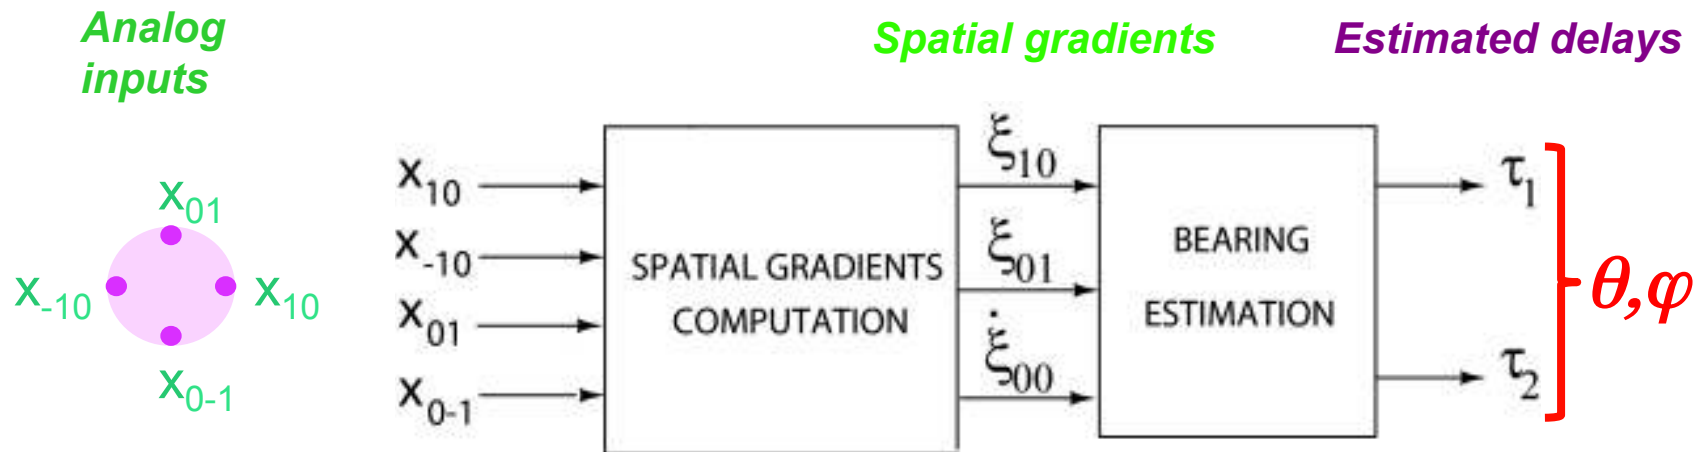 Analog
inputs
Spatial gradients
Estimated delays
x₀₁
x₋₁₀
x₁₀
x₀₋₁
x₁₀
x₋₁₀
x₀₁
x₀₋₁
SPATIAL GRADIENTS
COMPUTATION
ξ₁₀
ξ₀₁
ξ̇₀₀
BEARING
ESTIMATION
τ₁
τ₂
θ,φ